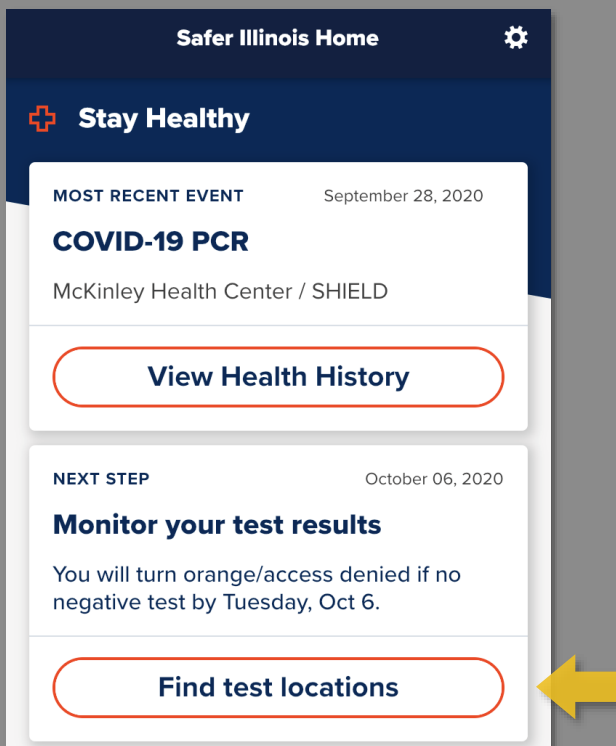 Safer Illinois Home
Stay Healthy
MOST RECENT EVENT September 28, 2020
COVID-19 PCR
McKinley Health Center / SHIELD
View Health History
NEXT STEP October 06, 2020
Monitor your test results
You will turn orange/access denied if no
negative test by Tuesday, Oct 6.
Find test locations